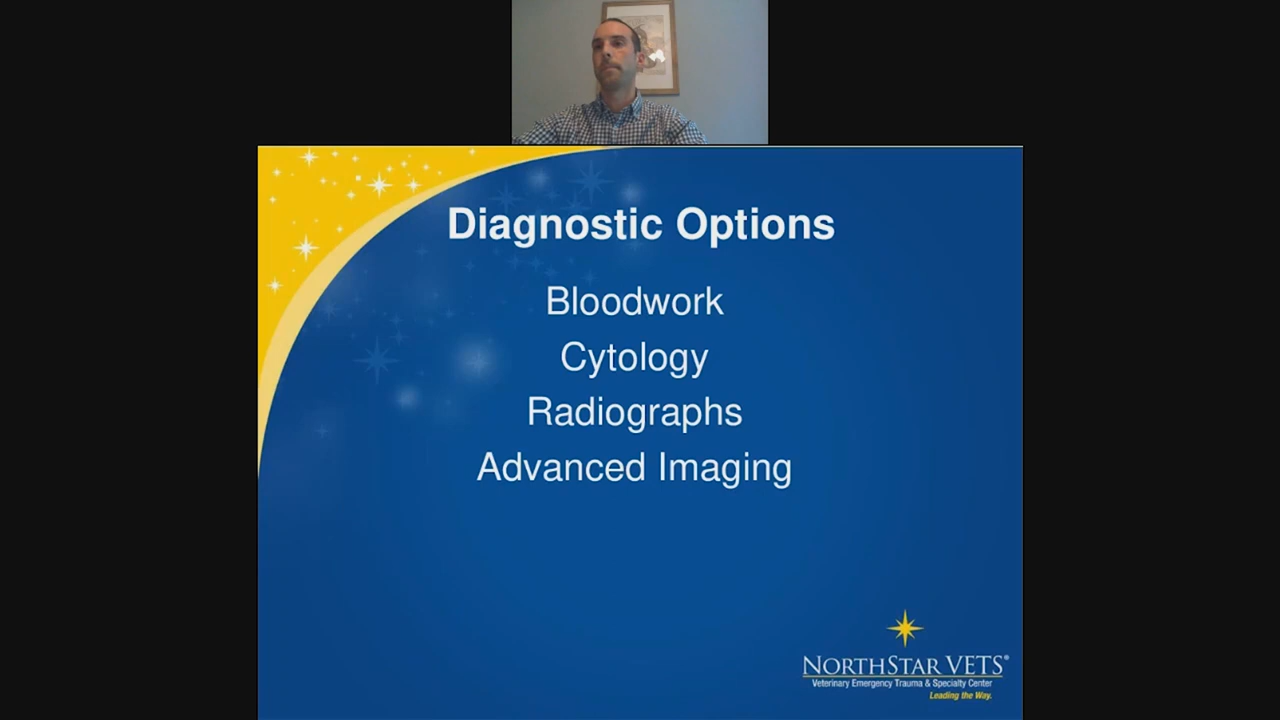 Diagnostic Options
Bloodwork
Cytology
Radiographs
Advanced Imaging
NORTHSTAR VETS®
Veterinary Emergency Trauma & Specialty Center
Leading the Way.